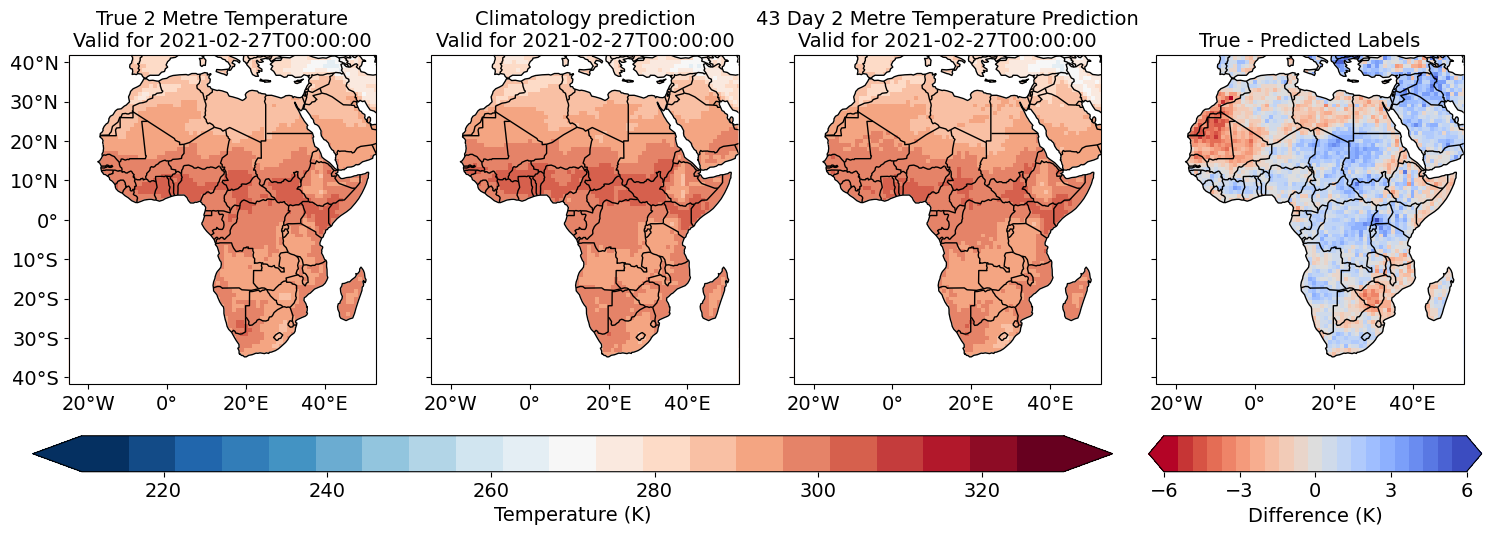 True 2 Metre Temperature
Valid for 2021-02-27T00:00:00
Climatology prediction
Valid for 2021-02-27T00:00:00
43 Day 2 Metre Temperature Prediction
Valid for 2021-02-27T00:00:00
True - Predicted Labels
40°N
30°N
20°N
10°N
0°
10°S
20°S
30°S
40°S
20°W 0° 20°E 40°E
20°W 0° 20°E 40°E
20°W 0° 20°E 40°E
20°W 0° 20°E 40°E
220 240 260 280 300 320
Temperature (K)
−6 −3 0 3 6
Difference (K)